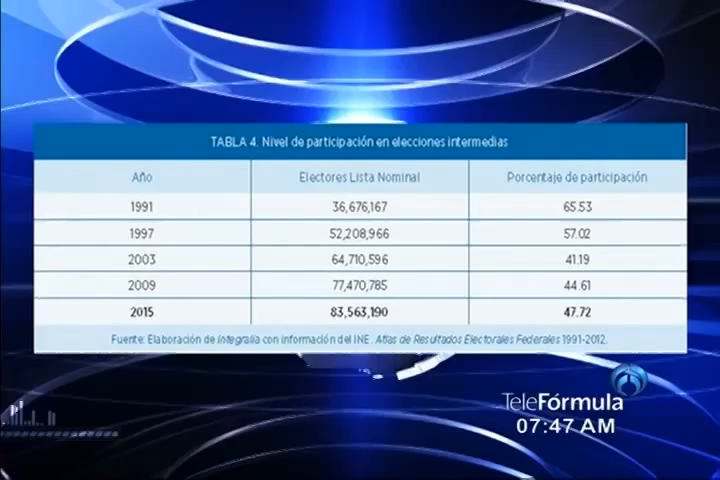 TABLA 4. Nivel de participación en elecciones intermedias
Año Electores Lista Nominal Porcentaje de participación
1991 36,676,167 65.53
1997 52,208,966 57.02
2003 64,710,596 41.19
2009 77,470,785 44.61
2015 83,563,190 47.72
Fuente: Elaboración de Integralia con información del INE. Atlas de Resultados Electorales Federales 1991-2012.
TeleFórmula
07:47 AM